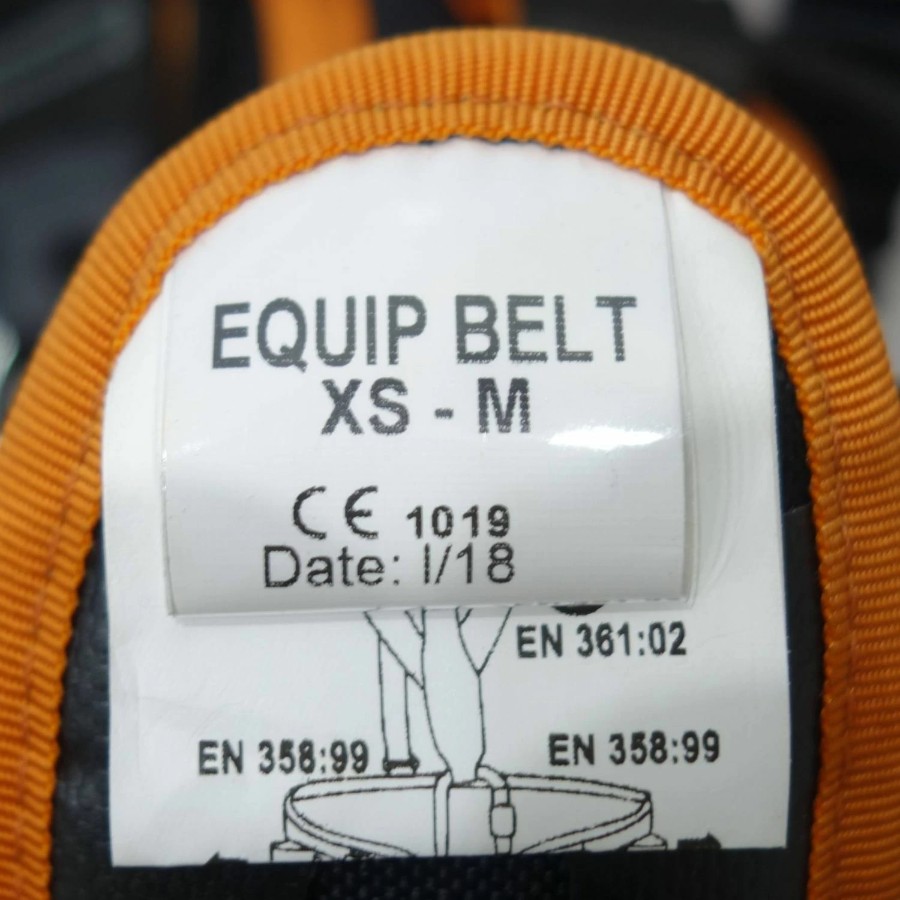 EQUIP BELT
XS - M
CE 1019
Date: I/18
EN 361:02
EN 358:99 EN 358:99